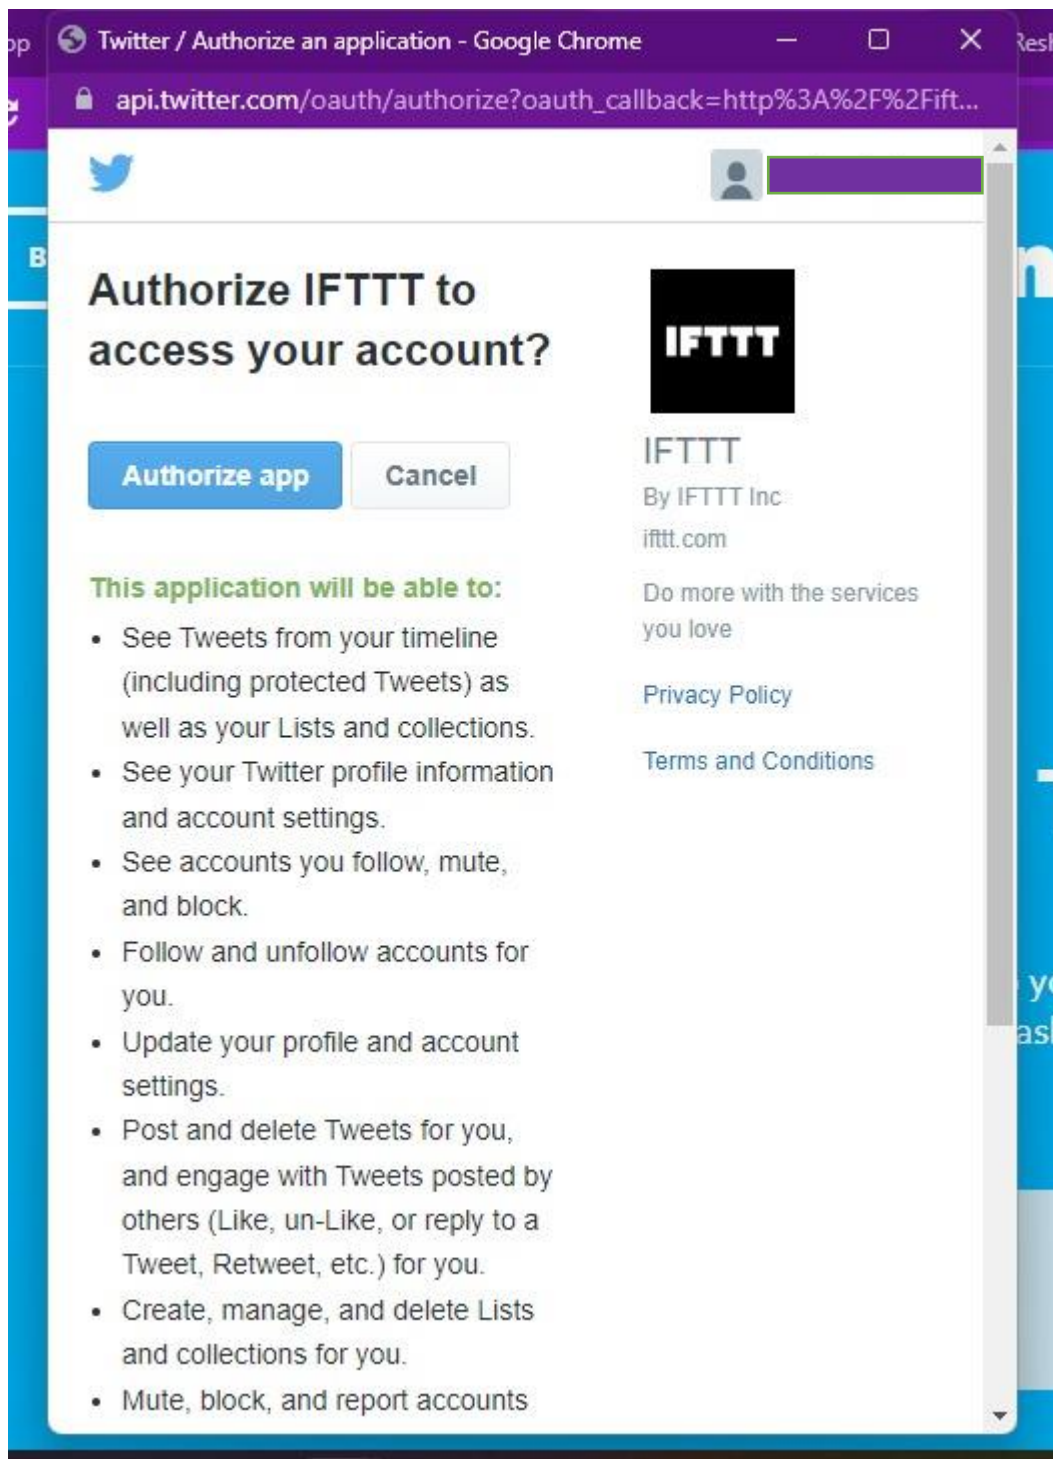 Twitter / Authorize an application - Google Chrome
api.twitter.com/oauth/authorize?oauth_callback=http%3A%2F%2Fift...
Authorize IFTTT to
access your account?
Authorize app
Cancel
This application will be able to:
• See Tweets from your timeline
(including protected Tweets) as
well as your Lists and collections.
• See your Twitter profile information
and account settings.
• See accounts you follow, mute,
and block.
• Follow and unfollow accounts for
you.
• Update your profile and account
settings.
• Post and delete Tweets for you,
and engage with Tweets posted by
others (Like, un-Like, or reply to a
Tweet, Retweet, etc.) for you.
• Create, manage, and delete Lists
and collections for you.
• Mute, block, and report accounts
IFTTT
IFTTT
By IFTTT Inc
ifttt.com
Do more with the services
you love
Privacy Policy
Terms and Conditions